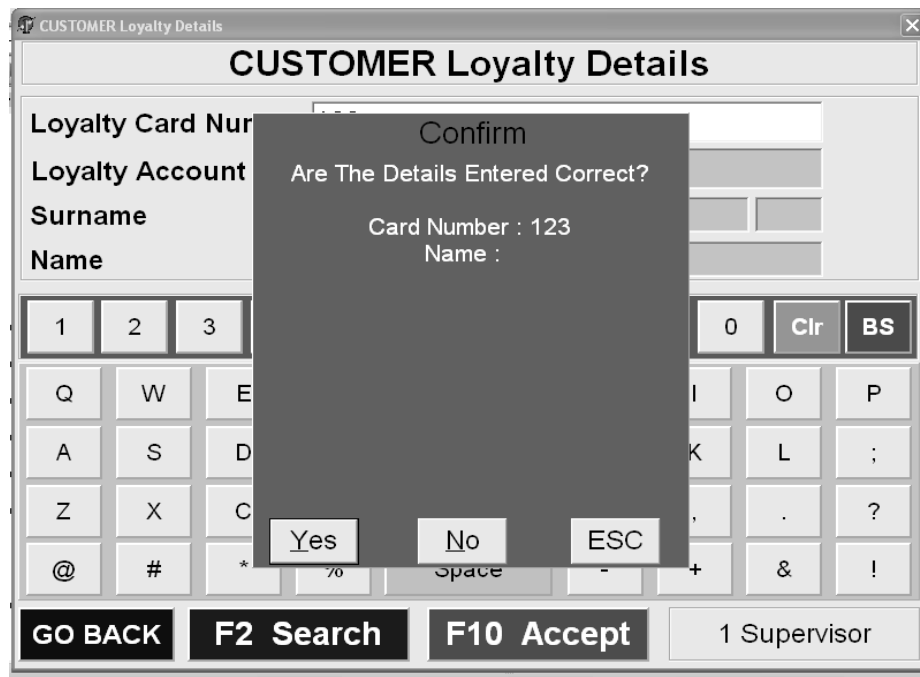 CUSTOMER Loyalty Details
CUSTOMER Loyalty Details
Loyalty Card
Confirm
Loyalty Account
Are The Details Entered Correct?
Surname
Card Number : 123
Name
Name :
1 2 3 0 Clr BS
Q W E I O P
A S D K L ;
Z X C , . ?
Yes No ESC
@ # * % Space - + & !
GO BACK F2 Search F10 Accept 1 Supervisor